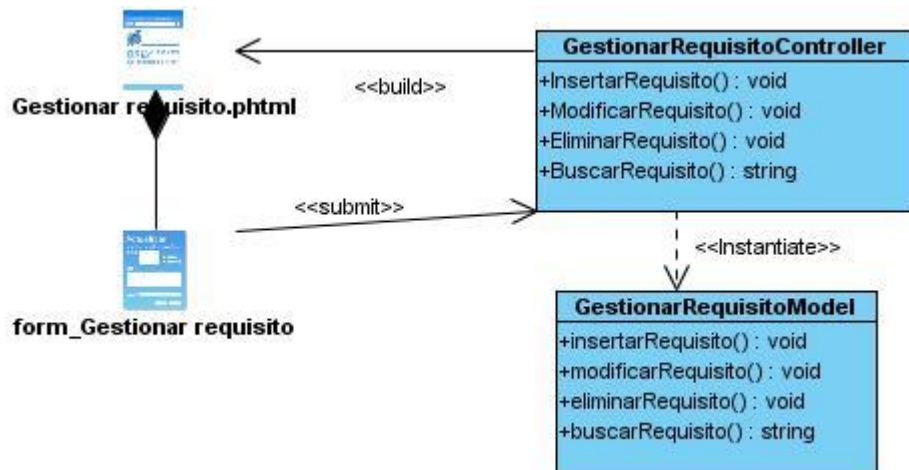 GestionarRequisitoController
+InsertarRequisito() : void
+ModificarRequisito() : void
+EliminarRequisito() : void
+BuscarRequisito() : string
<<build>>
Gestionar requisito.phtml
<<submit>>
Actualizar
form_Gestionar requisito
<<Instantiate>>
GestionarRequisitoModel
+insertarRequisito() : void
+modificarRequisito() : void
+eliminarRequisito() : void
+buscarRequisito() : string